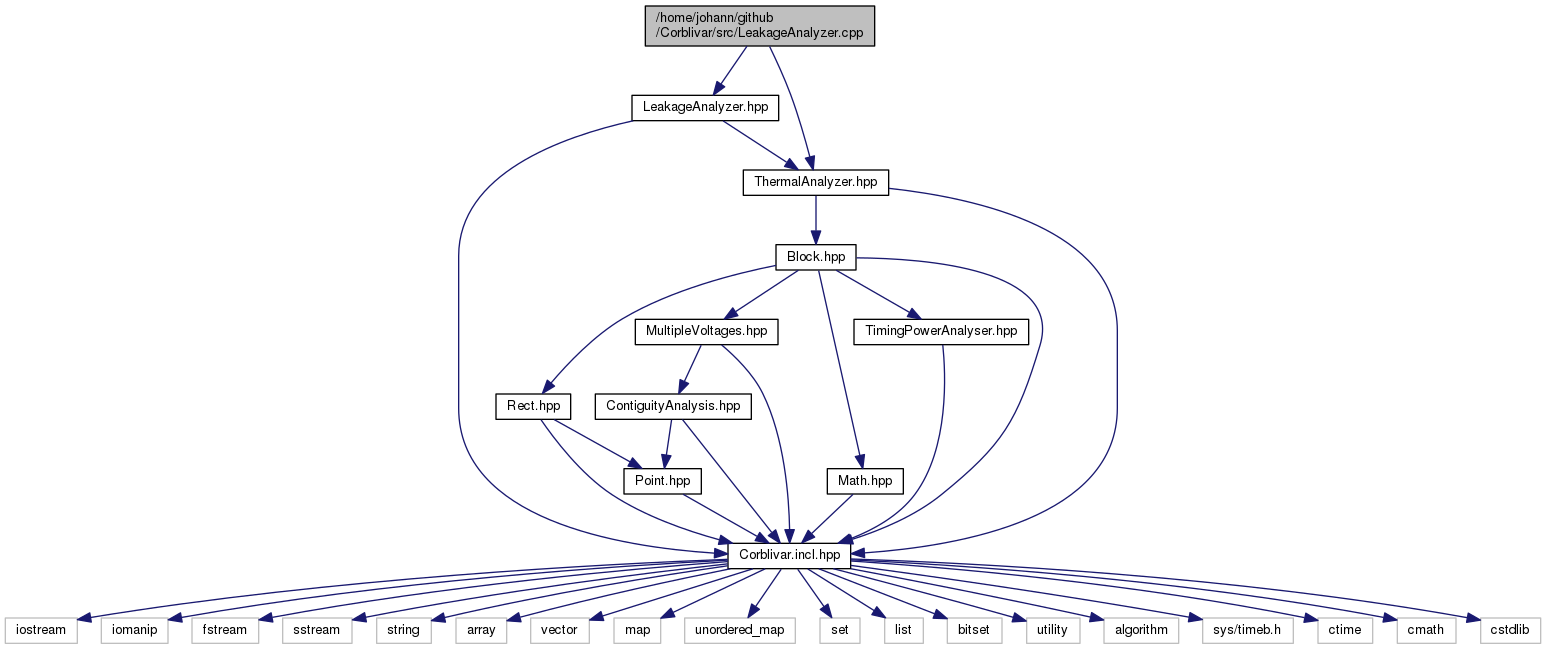 /home/johann/github
/Corblivar/src/LeakageAnalyzer.cpp
LeakageAnalyzer.hpp
ThermalAnalyzer.hpp
Block.hpp
MultipleVoltages.hpp
TimingPowerAnalyser.hpp
Rect.hpp
ContiguityAnalysis.hpp
Point.hpp
Math.hpp
Corblivar.incl.hpp
iostream
iomanip
fstream
sstream
string
array
vector
map
unordered_map
set
list
bitset
utility
algorithm
sys/timeb.h
ctime
cmath
cstdlib